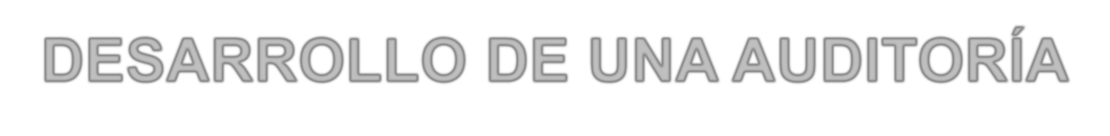 DESARROLLO DE UNA AUDITORÍA